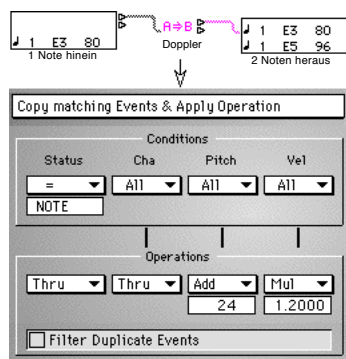 1 E3 80
1 Note hinein
A⇒B
Doppler
1 E3 80
1 E5 96
2 Noten heraus
Copy matching Events & Apply Operation
Conditions
Status Cha Pitch Vel
= All All All
NOTE
Operations
Thru Thru Add Mul
24 1.2000
Filter Duplicate Events